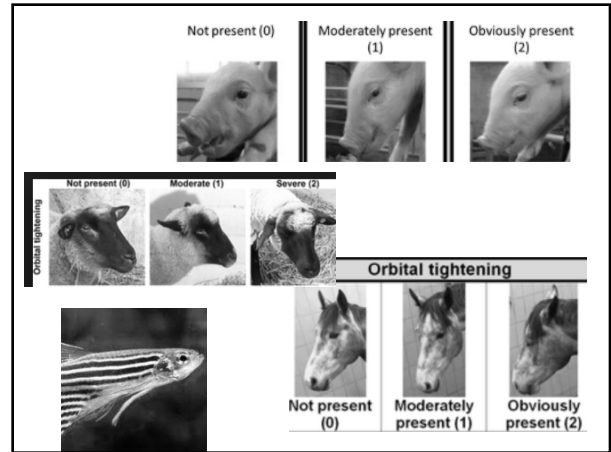 Not present (0)
Moderately present
(1)
Obviously present
(2)
Not present (0)
Moderate (1)
Severe (2)
Orbital tightening
Orbital tightening
Not present
(0)
Moderately
present (1)
Obviously
present (2)